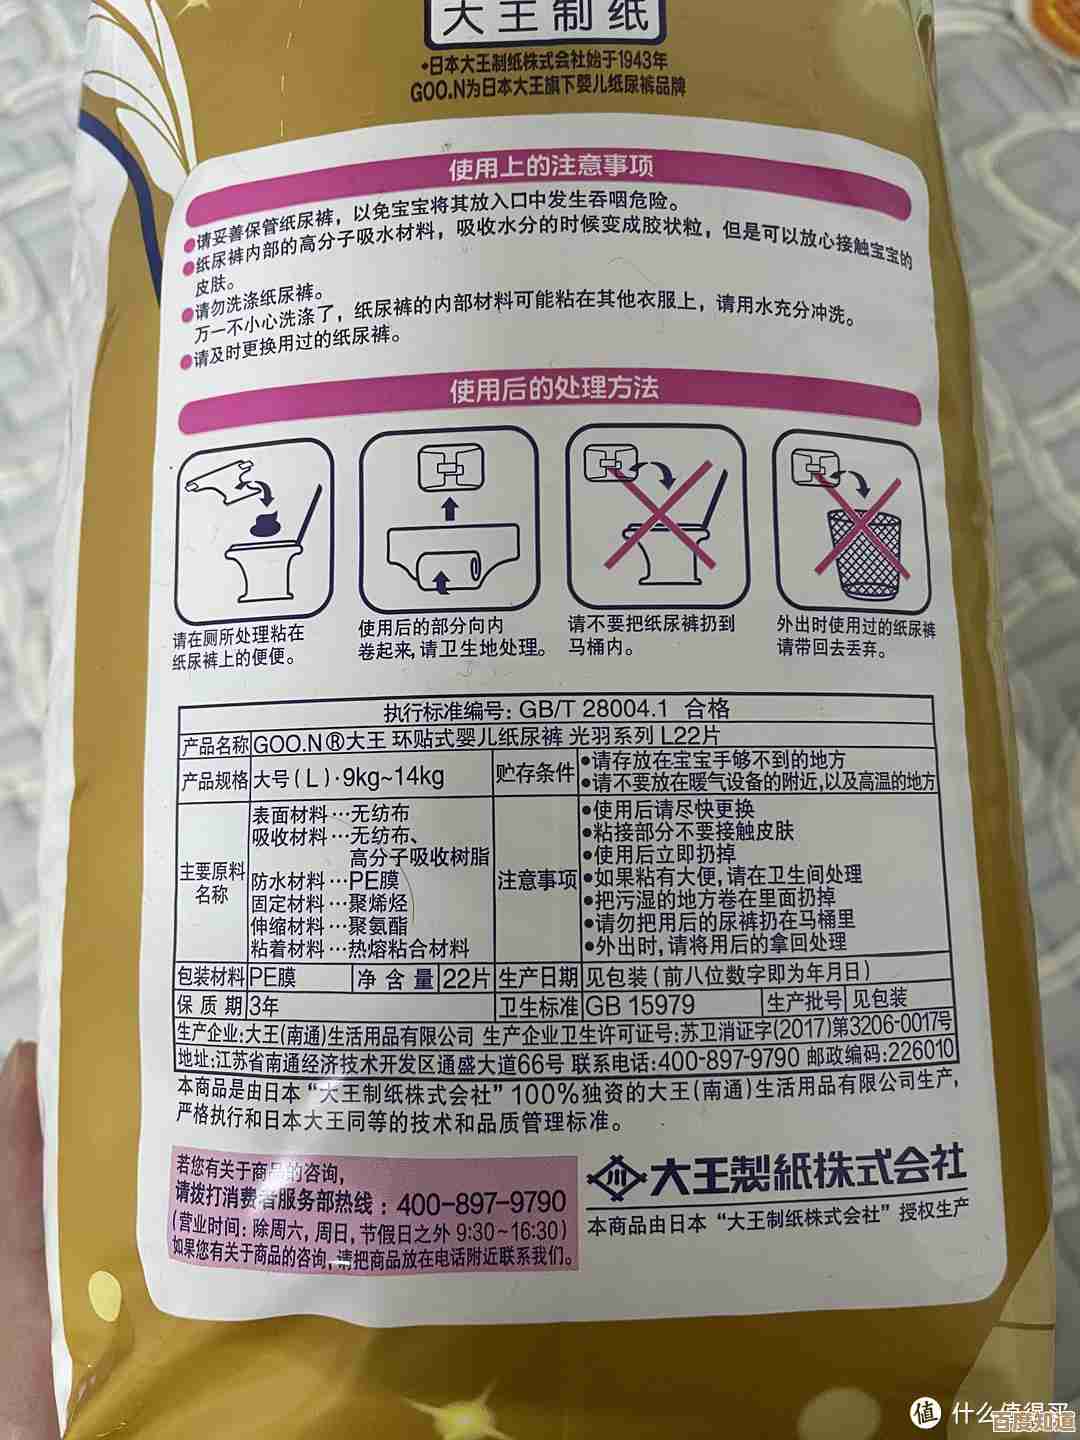 大王制纸
•日本大王制纸株式会社始于1943年
GOO.N为日本大王旗下婴儿纸尿裤品牌
使用上的注意事项
●请妥善保管纸尿裤，以免宝宝将其放入口中发生吞咽危险。
●纸尿裤内部的高分子吸水材料，吸收水分的时候变成胶状粒，但是可以放心接触宝宝的
皮肤。
●请勿洗涤纸尿裤。
万一不小心洗涤了，纸尿裤的内部材料可能粘在其他衣服上，请用水充分冲洗。
●请及时更换用过的纸尿裤。
使用后的处理方法
请在厕所处理粘在
纸尿裤上的便便。
使用后的部分向内
卷起来,请卫生地处理。
请不要把纸尿裤扔到
马桶内。
外出时使用过的纸尿裤
请带回去丢弃。
执行标准编号: GB/T 28004.1 合格
产品名称 GOO.N®大王 环贴式婴儿纸尿裤 光羽系列 L22片
产品规格 大号(L)·9kg~14kg
贮存条件
●请存放在宝宝手够不到的地方
●请不要放在暖气设备的附近,以及高温的地方
主要原料
名称
表面材料…无纺布
吸收材料…无纺布、
高分子吸收树脂
防水材料…PE膜
固定材料…聚烯烃
伸缩材料…聚氨酯
粘着材料…热熔粘合材料
注意事项
●使用后请尽快更换
●粘接部分不要接触皮肤
●使用后立即扔掉
●如果粘有大便,请在卫生间处理
●把污湿的地方卷在里面扔掉
●请勿把用后的尿裤扔在马桶里
●外出时,请将用后的拿回处理
包装材料 PE膜 净含量 22片 生产日期 见包装(前八位数字即为年月日)
保质期 3年 卫生标准 GB 15979 生产批号 见包装
生产企业:大王(南通)生活用品有限公司 生产企业卫生许可证号:苏卫消证字(2017)第3206-0017号
地址:江苏省南通经济技术开发区通盛大道66号 联系电话:400-897-9790 邮政编码:226010
本商品是由日本“大王制纸株式会社”100%独资的大王(南通)生活用品有限公司生产,
严格执行和日本大王同等的技术和品质管理标准。
若您有关于商品的咨询,
请拨打消费者服务部热线: 400-897-9790
(营业时间: 除周六, 周日, 节假日之外 9:30~16:30)
如果您有关于商品的咨询, 请把商品放在电话附近联系我们。
大王製紙株式会社
本商品由日本“大王制纸株式会社”授权生产
值 什么值得买
百度知道